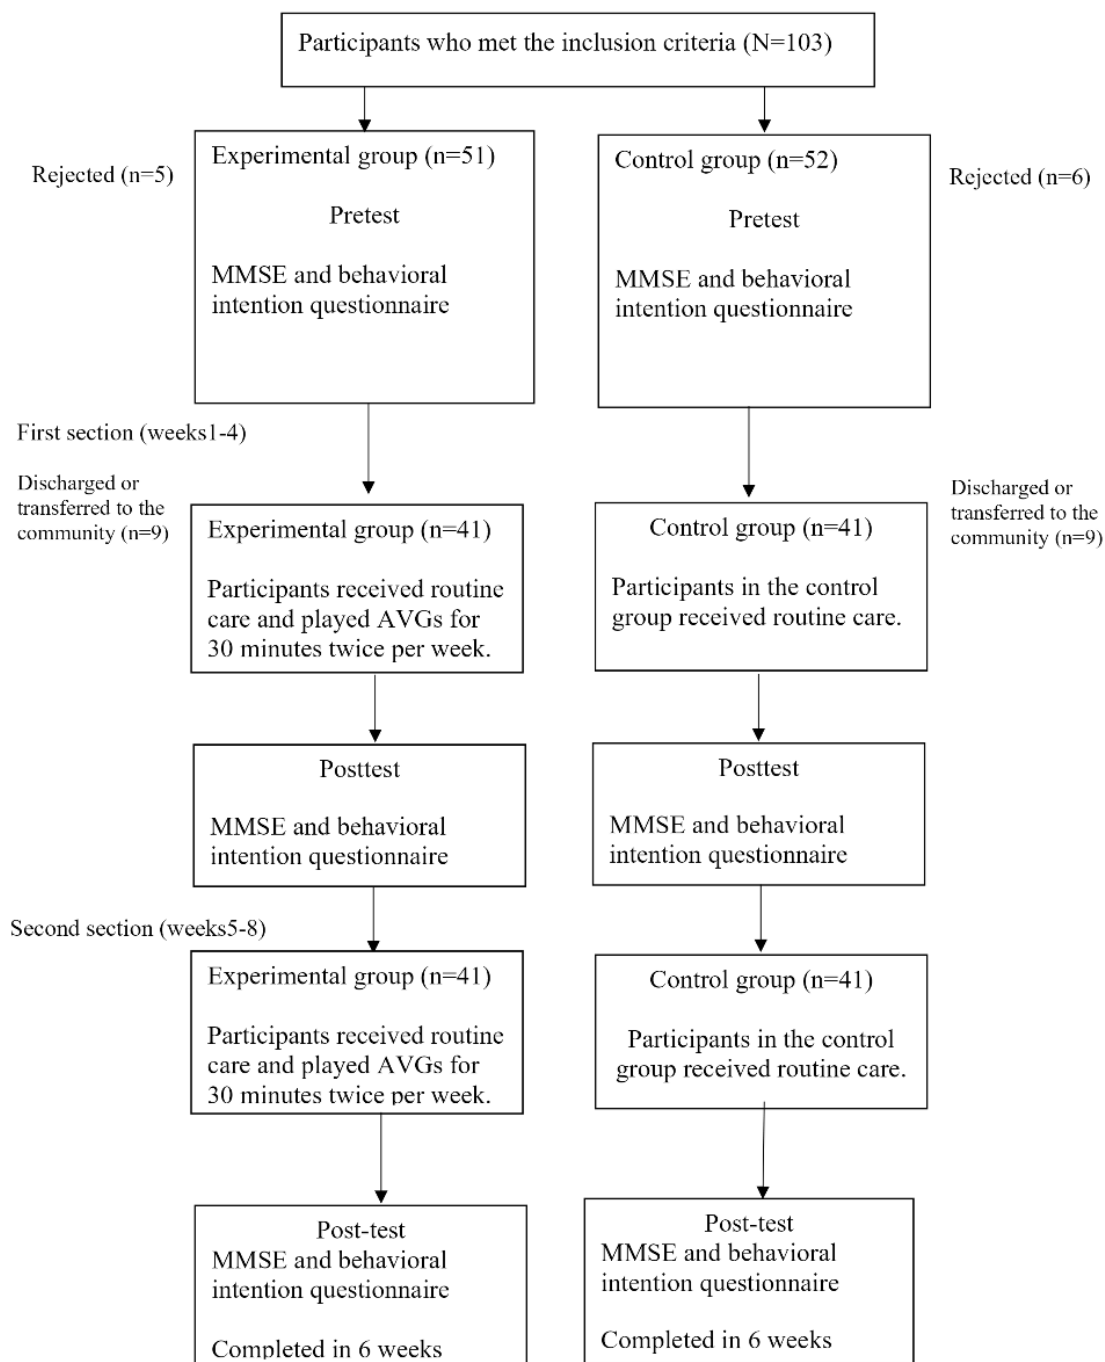 Participants who met the inclusion criteria (N=103)
Rejected (n=5)
Experimental group (n=51)
Pretest
MMSE and behavioral
intention questionnaire
Control group (n=52)
Pretest
MMSE and behavioral
intention questionnaire
Rejected (n=6)
First section (weeks1-4)
Discharged or
transferred to the
community (n=9)
Experimental group (n=41)
Participants received routine
care and played AVGs for
30 minutes twice per week.
Control group (n=41)
Participants in the control
group received routine care.
Discharged or
transferred to the
community (n=9)
Posttest
MMSE and behavioral
intention questionnaire
Posttest
MMSE and behavioral
intention questionnaire
Second section (weeks5-8)
Experimental group (n=41)
Participants received routine
care and played AVGs for
30 minutes twice per week.
Control group (n=41)
Participants in the control
group received routine care.
Post-test
MMSE and behavioral
intention questionnaire
Completed in 6 weeks
Post-test
MMSE and behavioral
intention questionnaire
Completed in 6 weeks